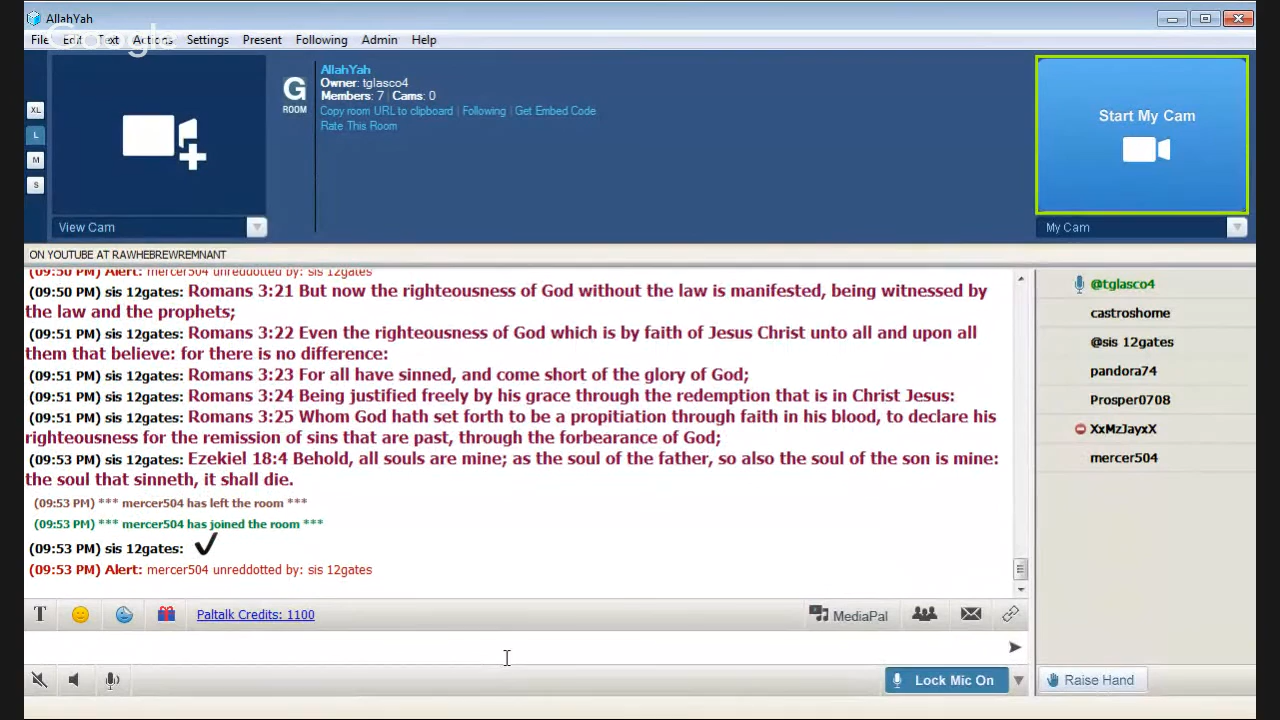 AllahYah
Google
File Edit Text Actions Settings Present Following Admin Help
XL
L
M
S
View Cam
G
ROOM
AllahYah
Owner: tglasco4
Members: 7 | Cams: 0
Copy room URL to clipboard | Following | Get Embed Code
Rate This Room
Start My Cam
My Cam
ON YOUTUBE AT RAWHEBREWREMNANT
(09:50 PM) Alert: mercer504 unreddotted by: sis 12gates
(09:50 PM) sis 12gates: Romans 3:21 But now the righteousness of God without the law is manifested, being witnessed by
the law and the prophets;
(09:51 PM) sis 12gates: Romans 3:22 Even the righteousness of God which is by faith of Jesus Christ unto all and upon all
them that believe: for there is no difference:
(09:51 PM) sis 12gates: Romans 3:23 For all have sinned, and come short of the glory of God;
(09:51 PM) sis 12gates: Romans 3:24 Being justified freely by his grace through the redemption that is in Christ Jesus:
(09:51 PM) sis 12gates: Romans 3:25 Whom God hath set forth to be a propitiation through faith in his blood, to declare his
righteousness for the remission of sins that are past, through the forbearance of God;
(09:53 PM) sis 12gates: Ezekiel 18:4 Behold, all souls are mine; as the soul of the father, so also the soul of the son is mine:
the soul that sinneth, it shall die.
(09:53 PM) *** mercer504 has left the room ***
(09:53 PM) *** mercer504 has joined the room ***
(09:53 PM) sis 12gates: ✓
(09:53 PM) Alert: mercer504 unreddotted by: sis 12gates
@tglasco4
castroshome
@sis 12gates
pandora74
Prosper0708
XxMzJayxX
mercer504
T
Paltalk Credits: 1100
MediaPal
Lock Mic On
Raise Hand